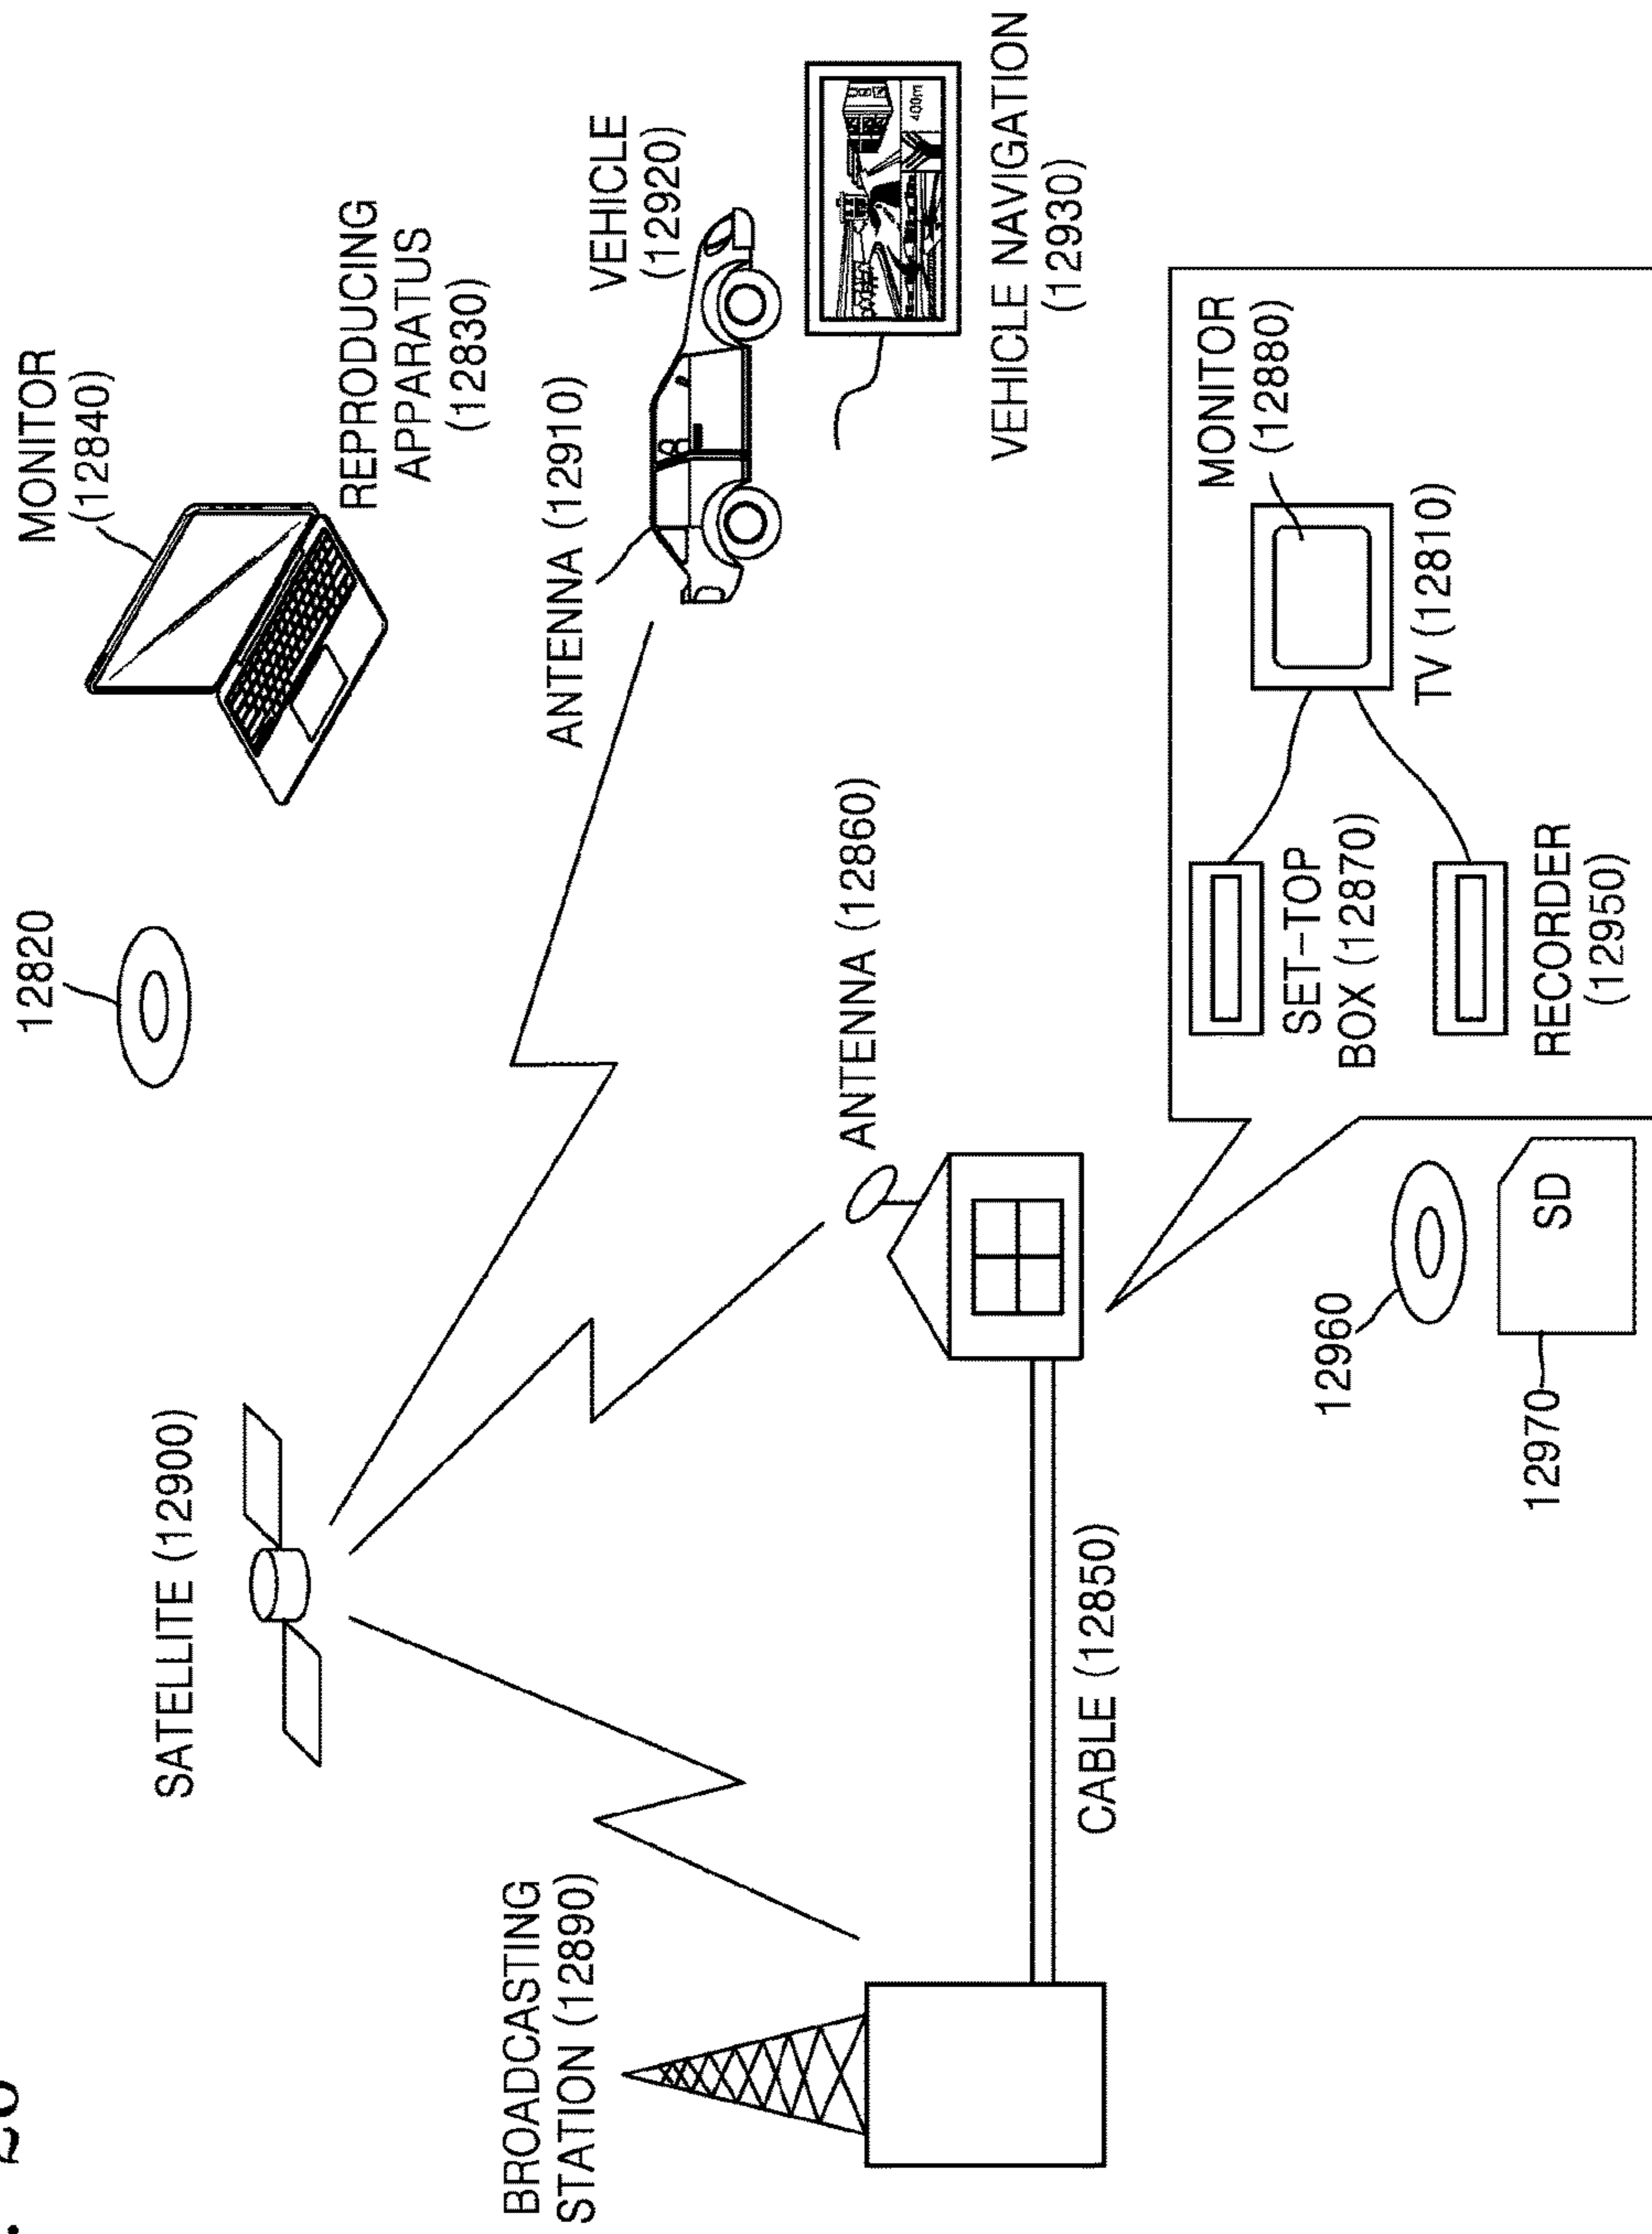 . 26
SATELLITE (12900)
12820
MONITOR
(12840)
REPRODUCING
APPARATUS
(12830)
BROADCASTING
STATION (12890)
ANTENNA (12910)
VEHICLE
(12920)
ANTENNA (12860)
400m
VEHICLE NAVIGATION
(12930)
CABLE (12850)
MONITOR
(12880)
SET-TOP
BOX (12870)
TV (12810)
12960
12970
SD
RECORDER
(12950)